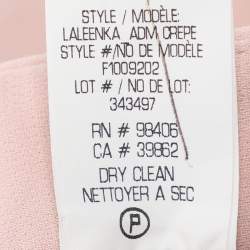 STYLE / MODÈLE:
LALEENKA ADM CREPE
STYLE #/NO DE MODÈLE
F1009202
LOT # / NO DE LOT:
343497
RN # 98406
CA # 39862
DRY CLEAN
NETTOYER A SEC
P